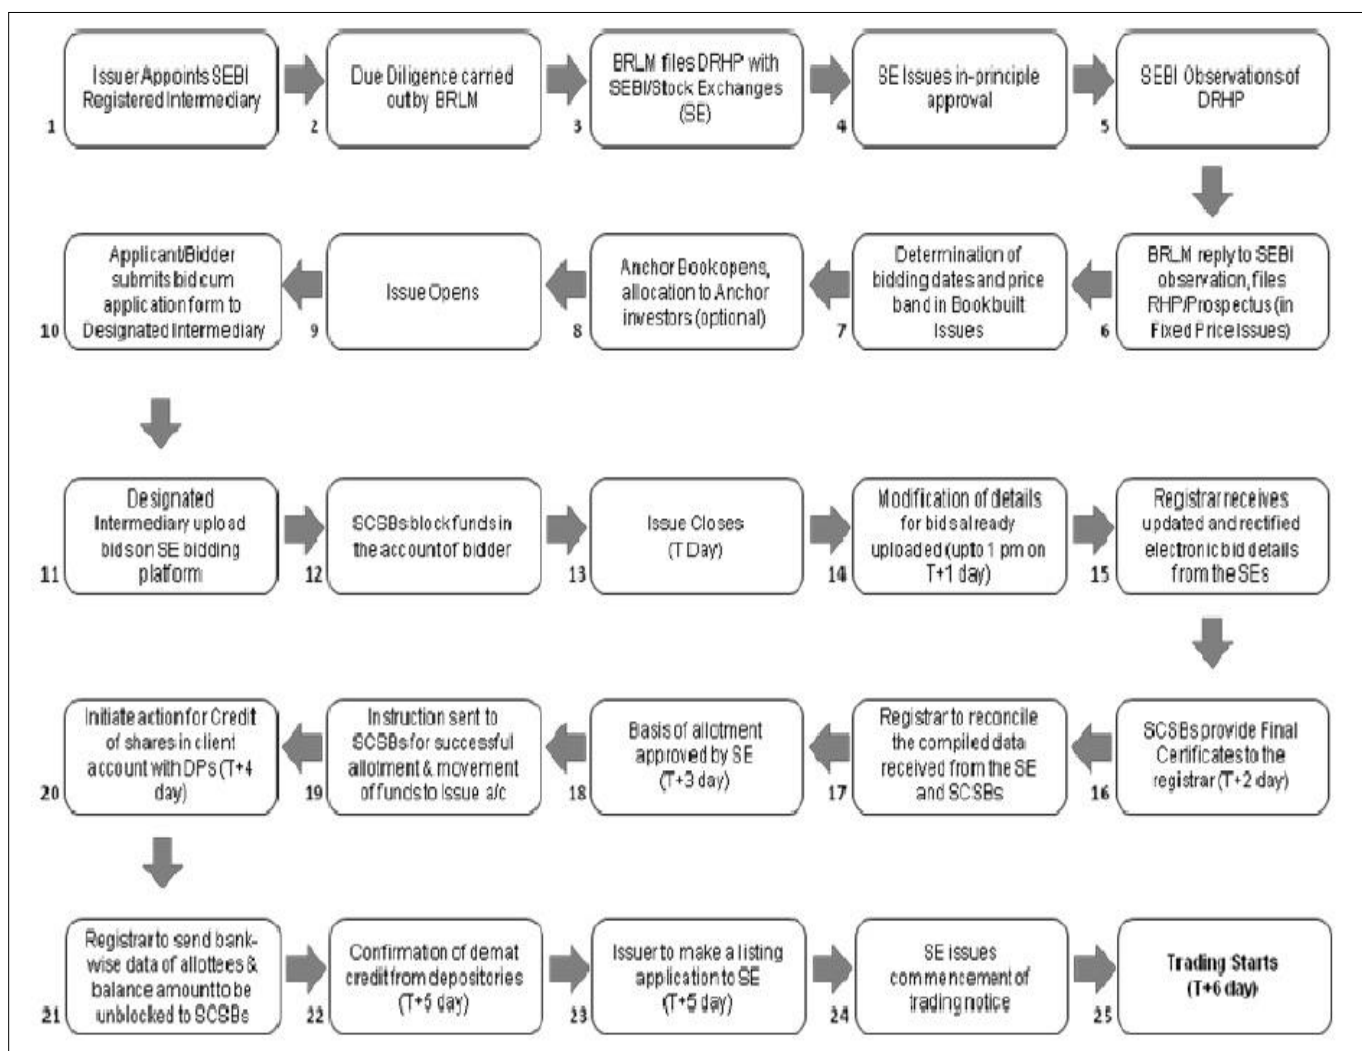 Issuer Appoints SEBI
Registered Intermediary
1
Due Diligence carried
out by BRLM
2
BRLM files DRHP with
SEBI/Stock Exchanges
(SE)
3
SE Issues in-principle
approval
4
SEBI Observations of
DRHP
5
BRLM reply to SEBI
observation, files
RHP/Prospectus (in
Fixed Price Issues)
6
Determination of
bidding dates and price
band in Book built
Issues
7
Anchor Book opens,
allocation to Anchor
investors (optional)
8
Issue Opens
9
Applicant/Bidder
submits bid cum
application form to
Designated Intermediary
10
Designated
Intermediary upload
bids on SE bidding
platform
11
SCSBs block funds in
the account of bidder
12
Issue Closes
(T Day)
13
Modification of details
for bids already
uploaded (upto 1 pm on
T+1 day)
14
Registrar receives
updated and rectified
electronic bid details
from the SEs
15
SCSBs provide Final
Certificates to the
registrar (T+2 day)
16
Registrar to reconcile
the compiled data
received from the SE
and SCSBs
17
Basis of allotment
approved by SE
(T+3 day)
18
Instruction sent to
SCSBs for successful
allotment & movement
of funds to Issue a/c
19
Initiate action for Credit
of shares in client
account with DPs (T+4
day)
20
Registrar to send bank-
wise data of allottees &
balance amount to be
unblocked to SCSBs
21
Confirmation of demat
credit from depositories
(T+5 day)
22
Issuer to make a listing
application to SE
(T+5 day)
23
SE issues
commencement of
trading notice
24
Trading Starts
(T+6 day)
25